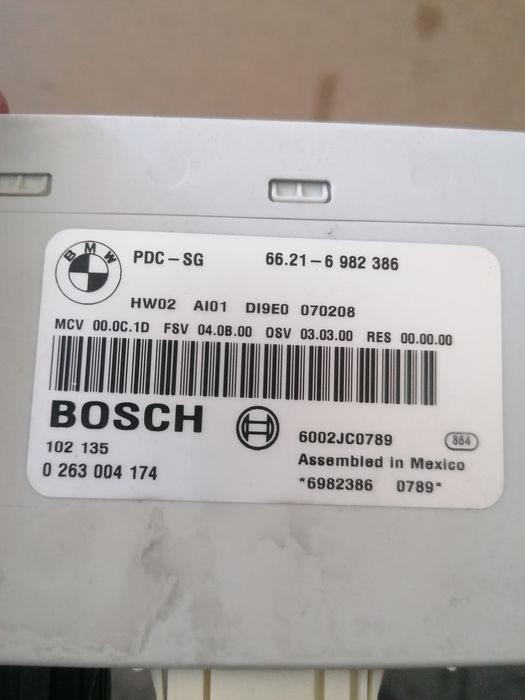 BMW
PDC-SG 66.21-6 982 386
HW02 AI01 DI9E0 070208
MCV 00.0C.1D FSV 04.0B.00 OSV 03.03.00 RES 00.00.00
BOSCH
102 135
0 263 004 174
6002JC0789 864
Assembled in Mexico
*6982386 0789*